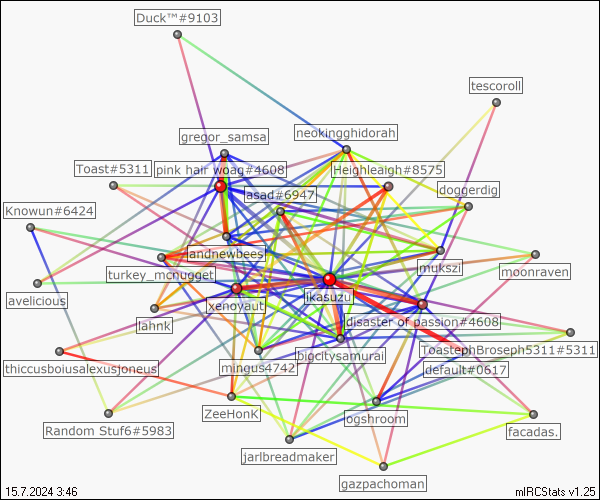 Duck™#9103
tescoroll
gregor_samsa
neokingghidorah
Toast#5311
pink hair woag#4608
Heighleaigh#8575
asad#6947
doggerdig
Knowun#6424
landnewbees
mukszi
moonraven
turkey_mcnugget
avelicious
xenoyaut
ikasuzu
lahnk
disaster of passion#4608
thiccusboiusalexusjoneus
mingus4742
bigcitysamurai
ToastephBroseph5311#5311
default#0617
ZeeHonk
ogshroom
Random Stuf6#5983
facadas.
jarlbreadmaker
gazpachoman
15.7.2024 3:46
mIRCStats v1.25